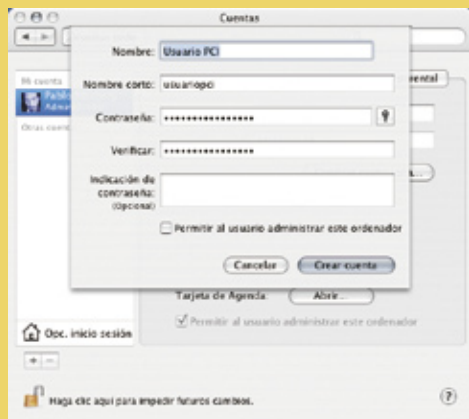 Cuentas
Nombre: Usuario PCI
Mi cuenta
Nombre corto: usuariopci
Pablo
Otras
Contraseña: ••••••••••••••••
Verificar: ••••••••••••••••
Indicación de
contraseña:
(Opcional)
Permitir al usuario administrar este ordenador
Cancelar
Crear cuenta
Tarjeta de Agenda:
Abrir...
Permitir al usuario administrar este ordenador
Opc. inicio sesión
Haga clic aquí para impedir futuros cambios.
?